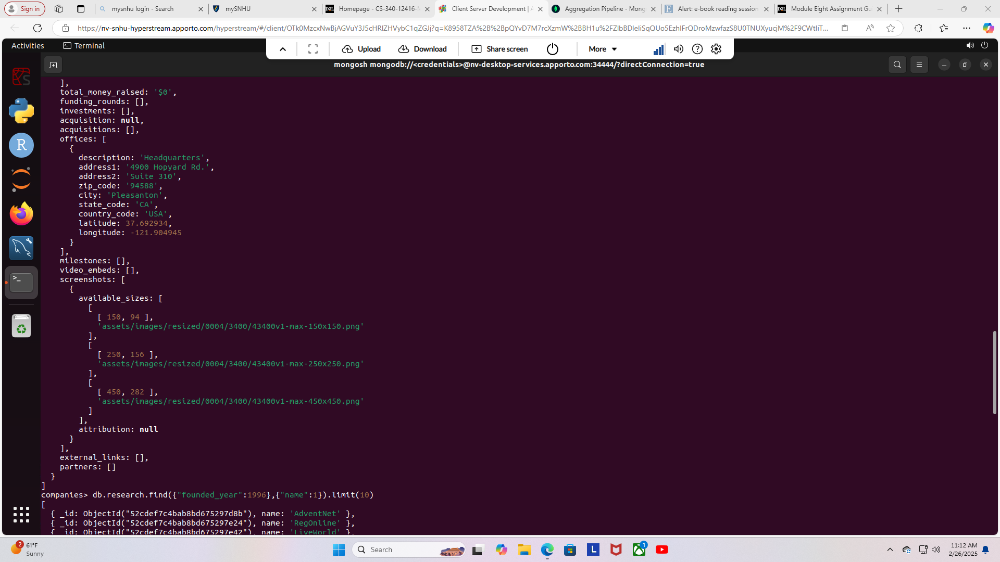 Sign in
mysnhu login - Search
mySNHU
D2L Homepage - CS-340-12416-M
Client Server Development | A
Aggregation Pipeline - Mong
Alert: e-book reading session
D2L Module Eight Assignment Gu
https://nv-snhu-hyperstream.apporto.com/hyperstream/#/client/
Activities
Terminal
Upload
Download
Share screen
More
mongosh mongodb://<credentials>@nv-desktop-services.apporto.com:34444/?directConnection=true
],
total_money_raised: '$0',
funding_rounds: [],
investments: [],
acquisition: null,
acquisitions: [],
offices: [
{
description: 'Headquarters',
address1: '4900 Hopyard Rd.',
address2: 'Suite 310',
zip_code: '94588',
city: 'Pleasanton',
state_code: 'CA',
country_code: 'USA',
latitude: 37.692934,
longitude: -121.904945
}
],
milestones: [],
video_embeds: [],
screenshots: [
{
available_sizes: [
[
[ 150, 94 ],
'assets/images/resized/0004/3400/43400v1-max-150x150.png'
],
[
[ 250, 156 ],
'assets/images/resized/0004/3400/43400v1-max-250x250.png'
],
[
[ 450, 282 ],
'assets/images/resized/0004/3400/43400v1-max-450x450.png'
]
],
attribution: null
}
],
external_links: [],
partners: []
}
]
companies> db.research.find({"founded_year":1996},{"name":1}).limit(10)
[
{ _id: ObjectId("52cdef7c4bab8bd675297d8b"), name: 'AdventNet' },
{ _id: ObjectId("52cdef7c4bab8bd675297e24"), name: 'RegOnline' },
{ _id: ObjectId("52cdef7c4bab8bd675297e42"), name: 'LiveWorld' },
2
61°F
Sunny
Search
L
1
11:12 AM
2/26/2025